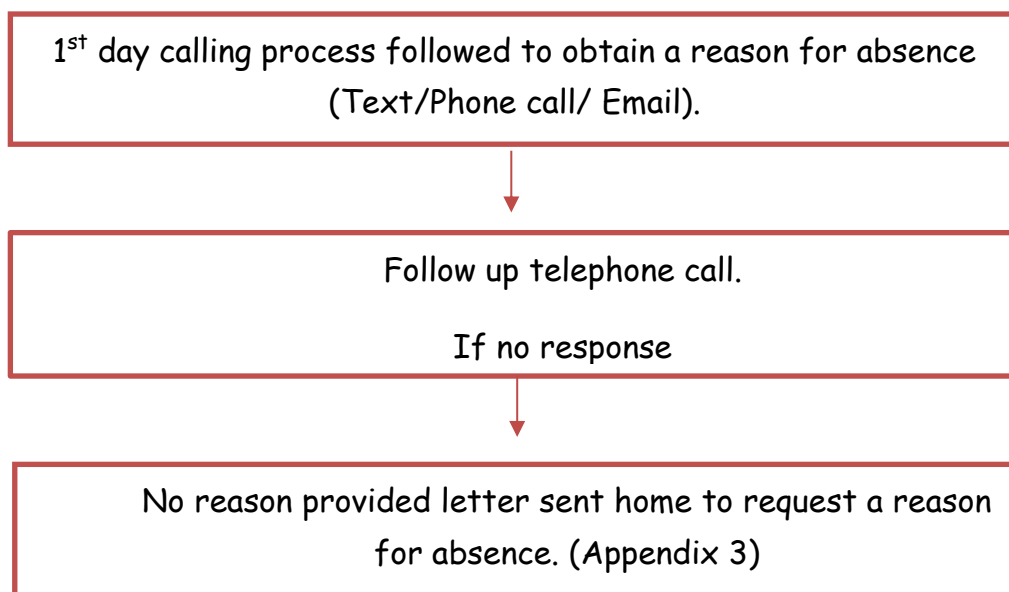 1st day calling process followed to obtain a reason for absence
(Text/Phone call/ Email).
Follow up telephone call.
If no response
No reason provided letter sent home to request a reason
for absence. (Appendix 3)